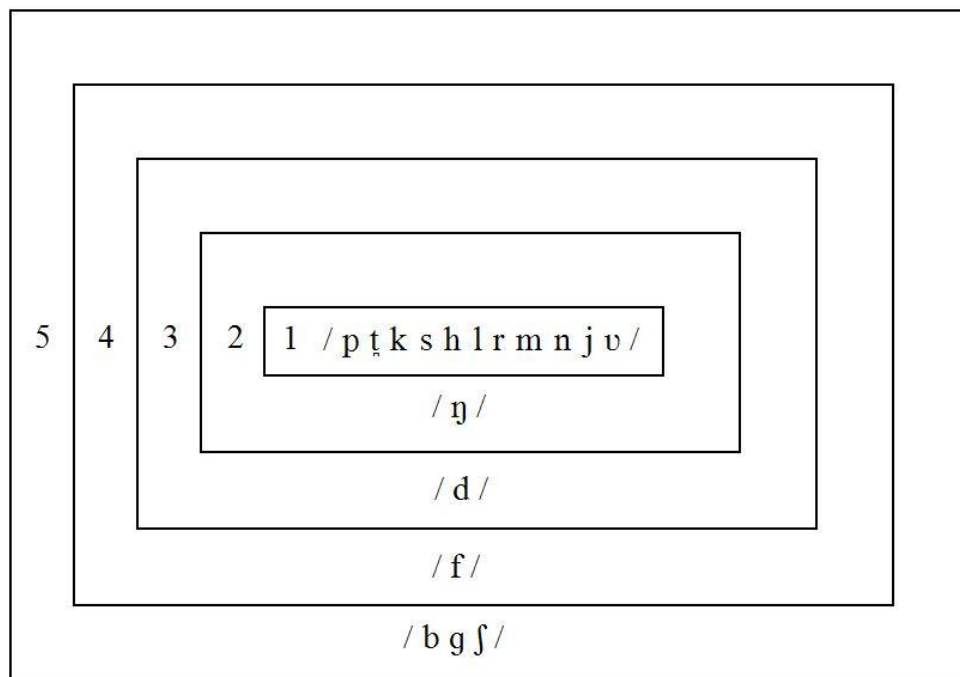 5 4 3 2 1 / p t̪ k s h l r m n j ʋ /
/ ŋ /
/ d /
/ f /
/ b ɡ ʃ /